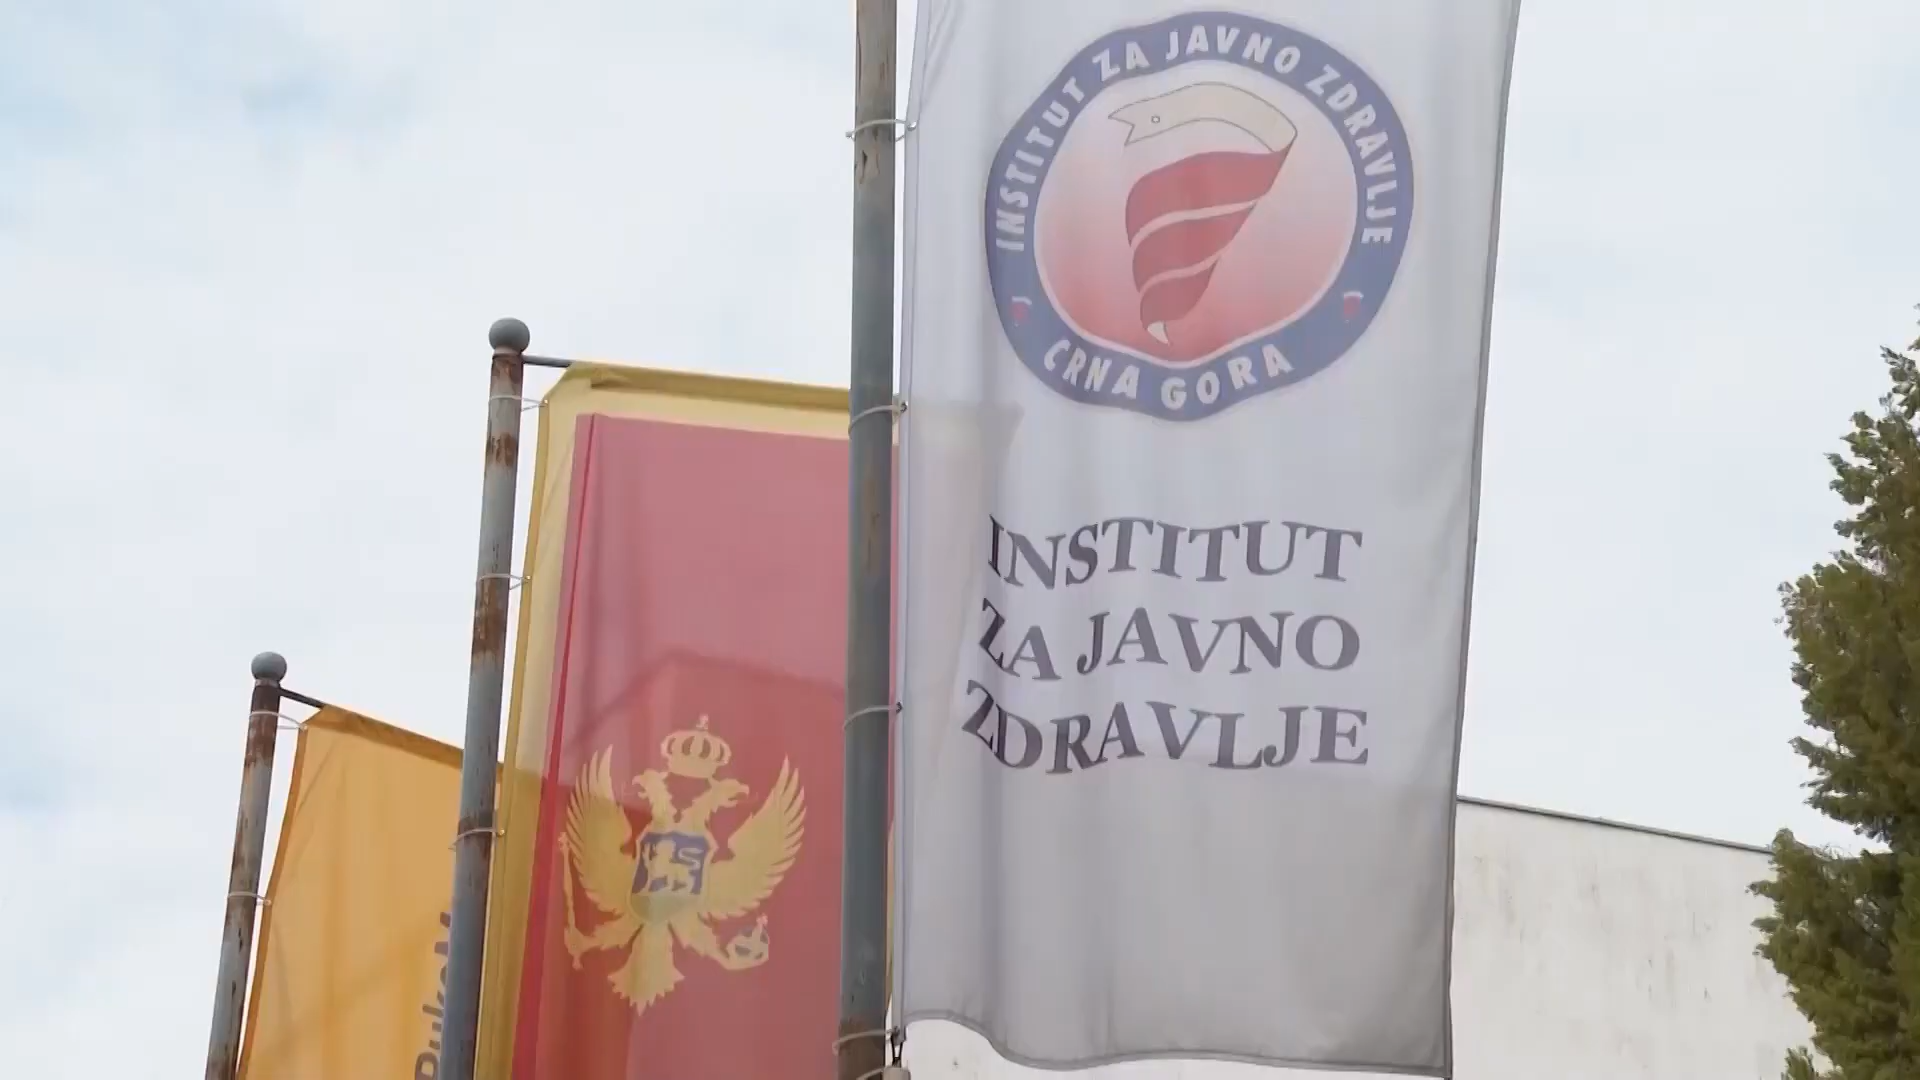 INSTITUT ZA JAVNO ZDRAVLJE
CRNA GORA
INSTITUT
ZA JAVNO
ZDRAVLJE